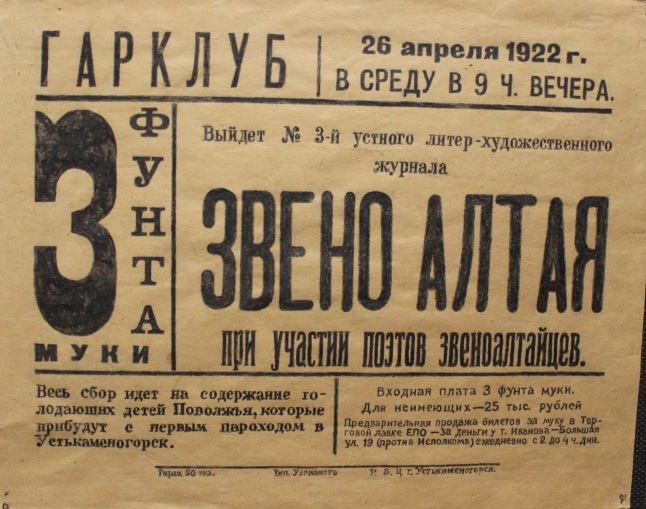 ГАРКЛУБ
26 апреля 1922 г.
В СРЕДУ В 9 Ч. ВЕЧЕРА.
3 ФУНТА
МУКИ
Выйдет № 3-й устного литер-художественного
журнала
ЗВЕНО АЛТАЯ
при участии поэтов звеноалтайцев.
Весь сбор идет на содержание го-
лодающих детей Поволжья, которые
прибудут с первым пароходом в
Устькаменогорск.
Входная плата 3 фунта муки.
Для неимеющих—25 тыс. рублей
Предварительная продажа билетов за муку в Тор-
говой лавке ЕПО—За деньги у т. Иванова—Большая
ул. 19 (против Исполкома) ежедневно с 2 до 4 ч. дня.
Тираж 50 экз.
Тип.
Р. В. Ц. г. Устькаменогорск.